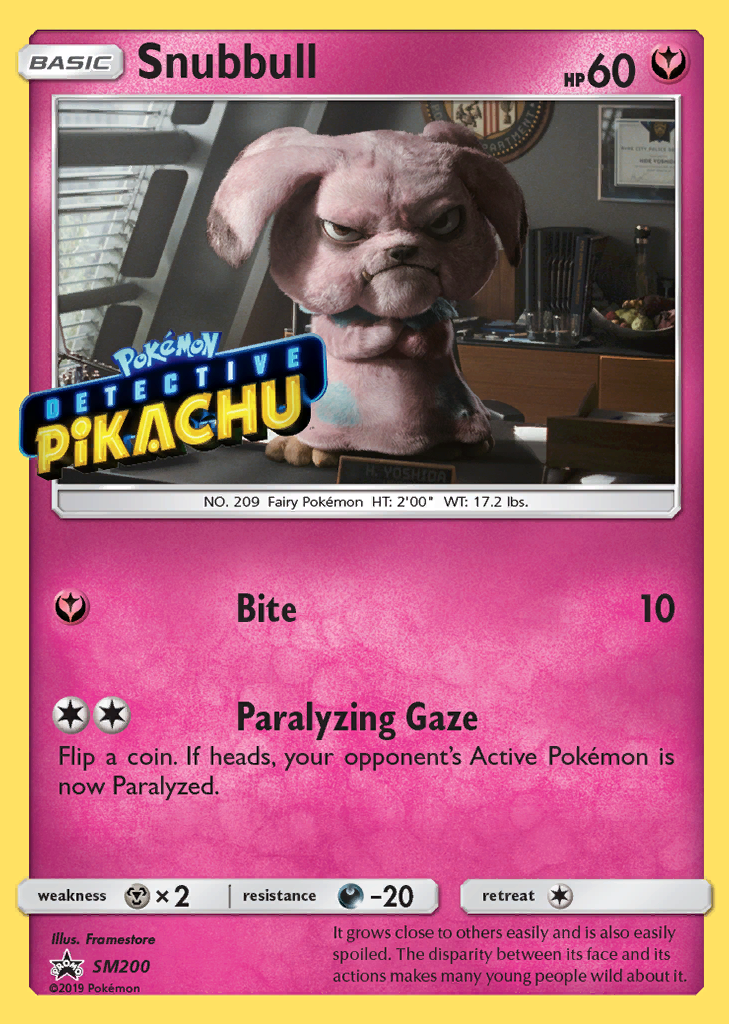 BASIC Snubbull HP60
DEPARTMENT
POKéMON
DETECTIVE
PiKACHU
H. YOSHIDA
NO. 209 Fairy Pokémon HT: 2'00" WT: 17.2 lbs.
Bite 10
Paralyzing Gaze
Flip a coin. If heads, your opponent's Active Pokémon is
now Paralyzed.
weakness ×2 resistance -20 retreat
Illus. Framestore
PROMO SM200
©2019 Pokémon
It grows close to others easily and is also easily
spoiled. The disparity between its face and its
actions makes many young people wild about it.